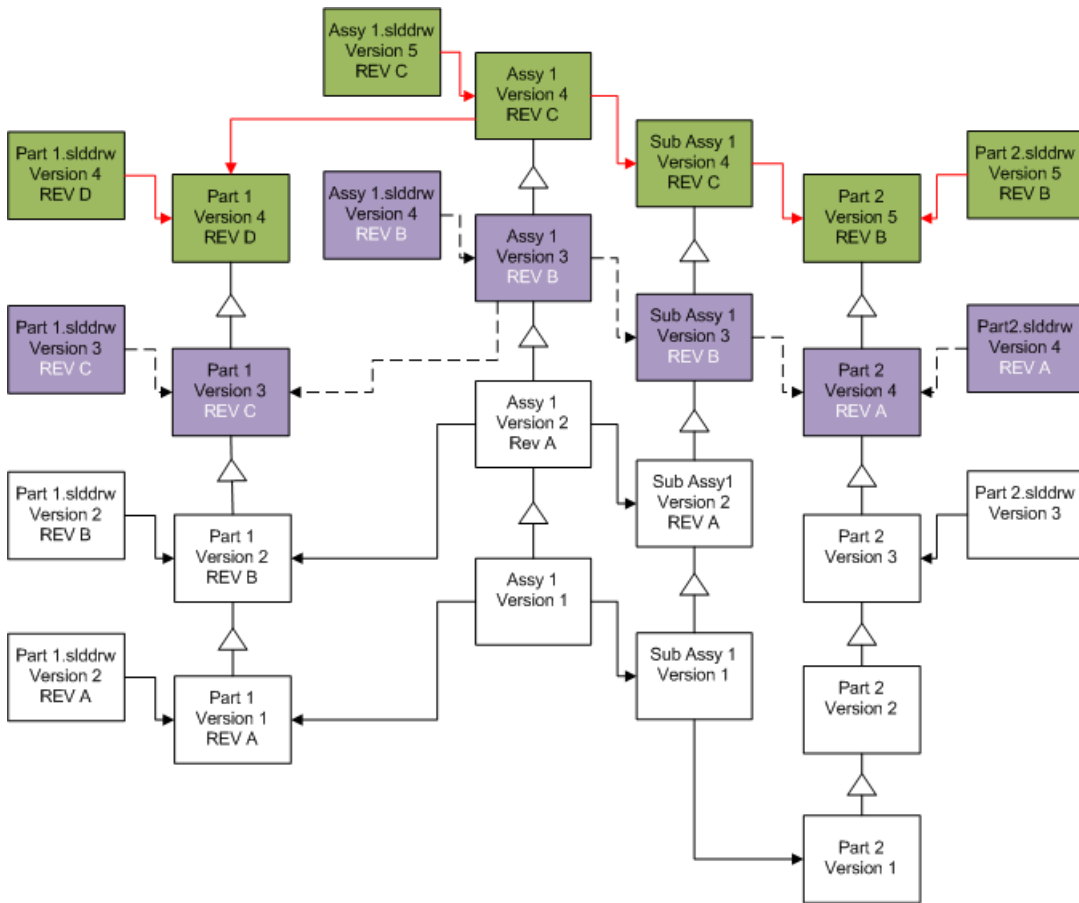 Assy 1.slddrw
Version 5
REV C
Assy 1
Version 4
REV C
Part 1.slddrw
Version 4
REV D
Sub Assy 1
Version 4
REV C
Part 2.slddrw
Version 5
REV B
Part 1
Version 4
REV D
Assy 1.slddrw
Version 4
REV B
Part 2
Version 5
REV B
Assy 1
Version 3
REV B
Part 1.slddrw
Version 3
REV C
Sub Assy 1
Version 3
REV B
Part2.slddrw
Version 4
REV A
Part 1
Version 3
REV C
Part 2
Version 4
REV A
Assy 1
Version 2
Rev A
Part 1.slddrw
Version 2
REV B
Sub Assy1
Version 2
REV A
Part 2.slddrw
Version 3
Part 1
Version 2
REV B
Part 2
Version 3
Assy 1
Version 1
Part 1.slddrw
Version 2
REV A
Sub Assy 1
Version 1
Part 1
Version 1
REV A
Part 2
Version 2
Part 2
Version 1